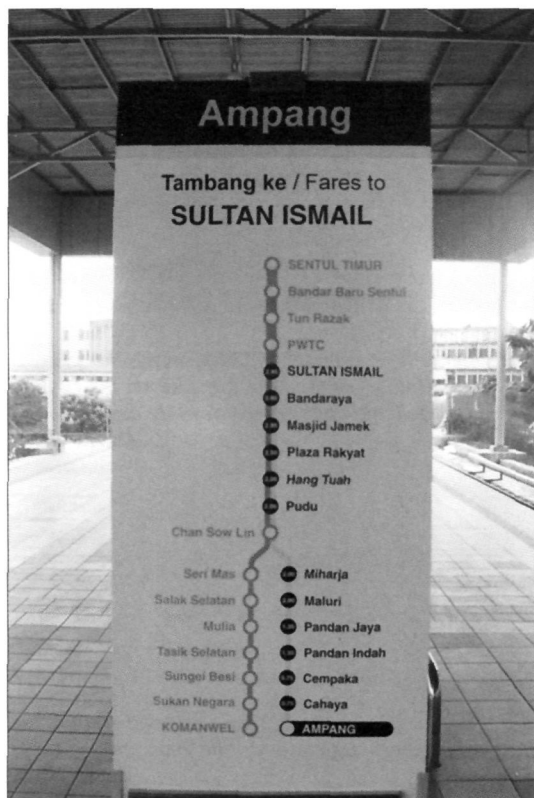 Ampang
Tambang ke / Fares to
SULTAN ISMAIL
SENTUL TIMUR
Bandar Baru Sentul
Tun Razak
PWTC
SULTAN ISMAIL
Bandaraya
Masjid Jamek
Plaza Rakyat
Hang Tuah
Pudu
Chan Sow Lin
Seri Mas
Miharja
Salak Selatan
Maluri
Mulia
Pandan Jaya
Tasik Selatan
Pandan Indah
Sungei Besi
Cempaka
Sukan Negara
Cahaya
KOMANWEL
AMPANG